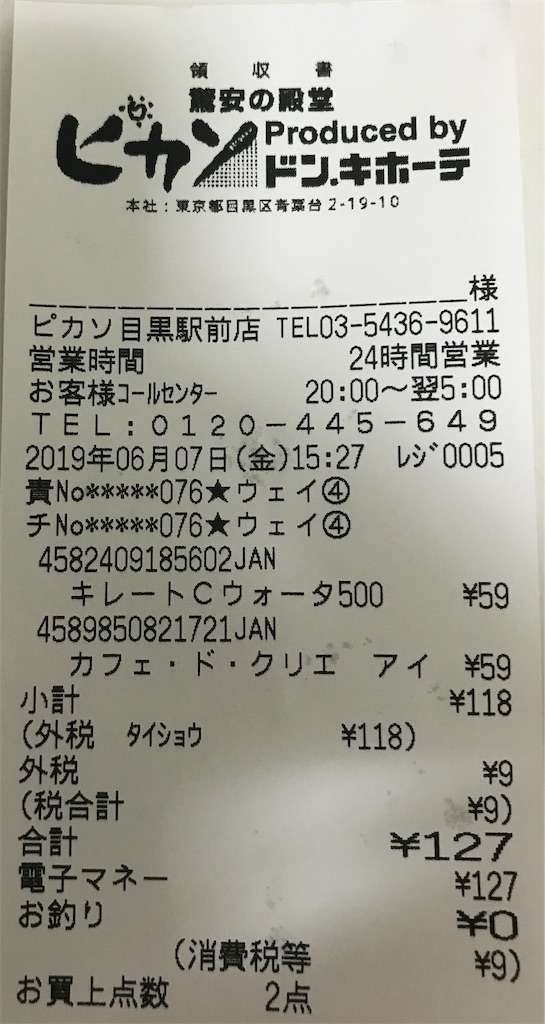 領収書
驚安の殿堂
ピカソ Produced by
ドン.キホーテ
本社：東京都目黒区青葉台2-19-10
様
ピカソ目黒駅前店 TEL03-5436-9611
営業時間 24時間営業
お客様ｺｰﾙｾﾝﾀｰ 20:00〜翌5:00
ＴＥＬ：０１２０－４４５－６４９
2019年06月07日(金)15:27 ﾚｼﾞ0005
責No*****076★ウェイ④
チNo*****076★ウェイ④
4582409185602JAN
キレートＣウォータ500 ¥59
4589850821721JAN
カフェ・ド・クリエ　アイ ¥59
小計 ¥118
(外税 ﾀｲｼｮｳ ¥118)
外税 ¥9
(税合計 ¥9)
合計 ¥127
電子マネー ¥127
お釣り ¥0
(消費税等 ¥9)
お買上点数 2点